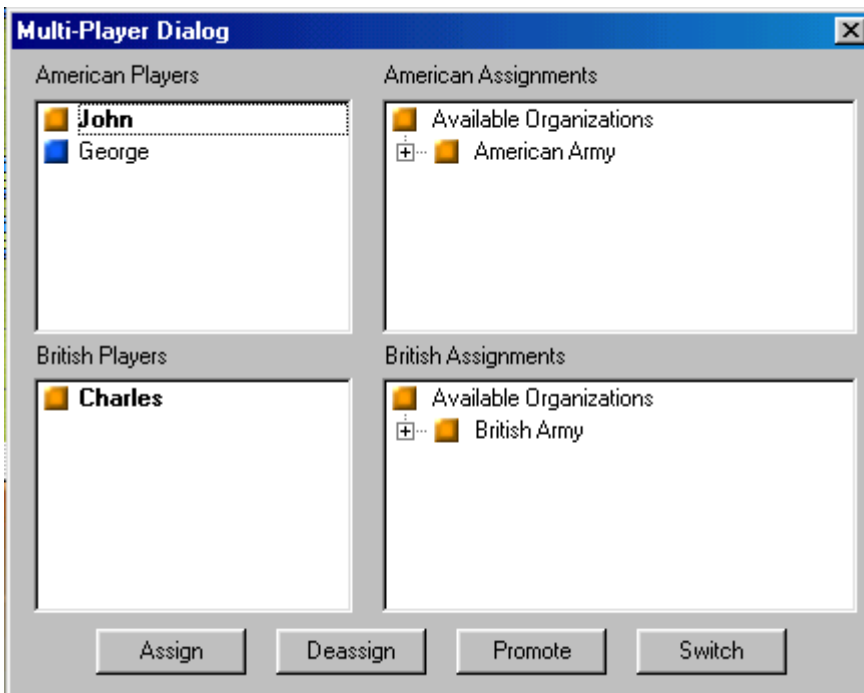 Multi-Player Dialog
American Players
American Assignments
John
George
Available Organizations
American Army
British Players
British Assignments
Charles
Available Organizations
British Army
Assign
Deassign
Promote
Switch